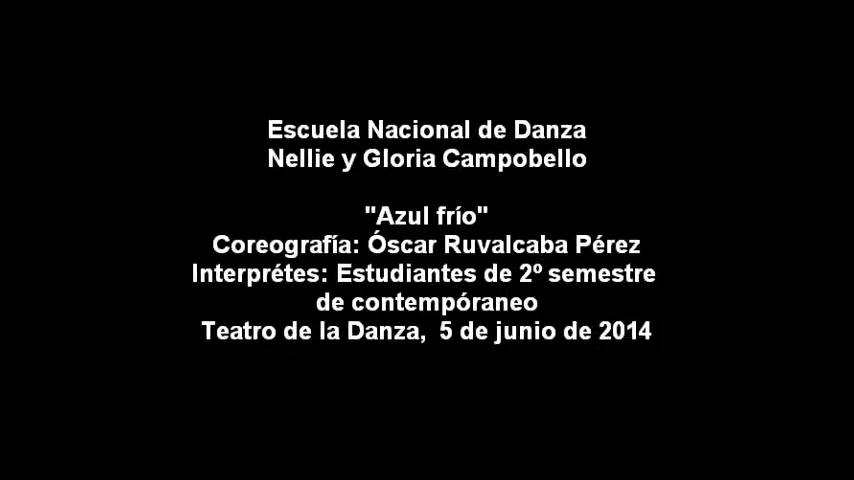 Escuela Nacional de Danza
Nellie y Gloria Campobello
"Azul frío"
Coreografía: Óscar Ruvalcaba Pérez
Interprétes: Estudiantes de 2º semestre
de contempóraneo
Teatro de la Danza,  5 de junio de 2014